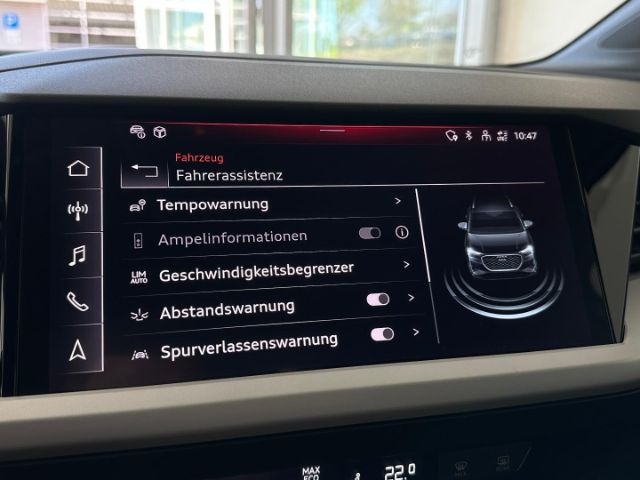 10:47
Fahrzeug
Fahrerassistenz
Tempowarnung
Ampelinformationen
LIM
AUTO
Geschwindigkeitsbegrenzer
Abstandswarnung
Spurverlassenswarnung
MAX
ECO
22.0